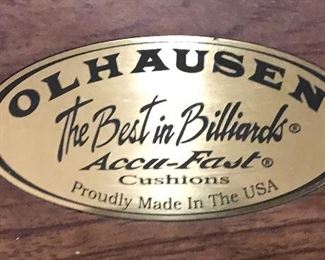 OLHAUSEN
The Best in Billiards®
Accu-Fast®
Cushions
Proudly Made In The USA